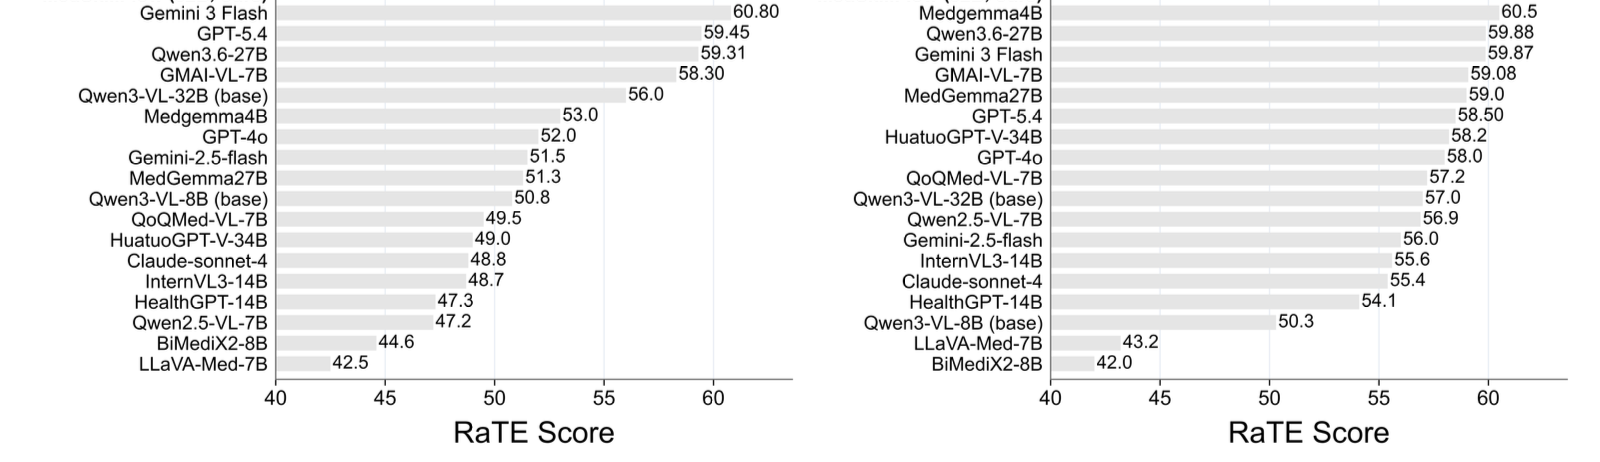 Gemini 3 Flash 60.80
GPT-5.4 59.45
Qwen3.6-27B 59.31
GMAI-VL-7B 58.30
Qwen3-VL-32B (base) 56.0
Medgemma4B 53.0
GPT-4o 52.0
Gemini-2.5-flash 51.5
MedGemma27B 51.3
Qwen3-VL-8B (base) 50.8
QoQMed-VL-7B 49.5
HuatuoGPT-V-34B 49.0
Claude-sonnet-4 48.8
InternVL3-14B 48.7
HealthGPT-14B 47.3
Qwen2.5-VL-7B 47.2
BiMediX2-8B 44.6
LLaVA-Med-7B 42.5
40 45 50 55 60
RaTE Score
Medgemma4B 60.5
Qwen3.6-27B 59.88
Gemini 3 Flash 59.87
GMAI-VL-7B 59.08
MedGemma27B 59.0
GPT-5.4 58.50
HuatuoGPT-V-34B 58.2
GPT-4o 58.0
QoQMed-VL-7B 57.2
Qwen3-VL-32B (base) 57.0
Qwen2.5-VL-7B 56.9
Gemini-2.5-flash 56.0
InternVL3-14B 55.6
Claude-sonnet-4 55.4
HealthGPT-14B 54.1
Qwen3-VL-8B (base) 50.3
LLaVA-Med-7B 43.2
BiMediX2-8B 42.0
40 45 50 55 60
RaTE Score